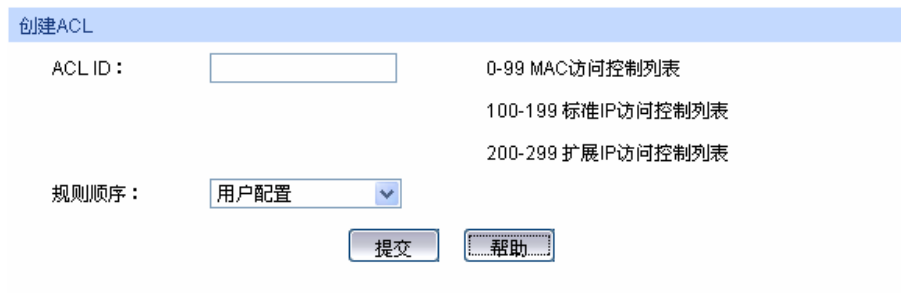 创建ACL
ACL ID： 0-99 MAC访问控制列表
100-199 标准IP访问控制列表
200-299 扩展IP访问控制列表
规则顺序： 用户配置
提交 帮助